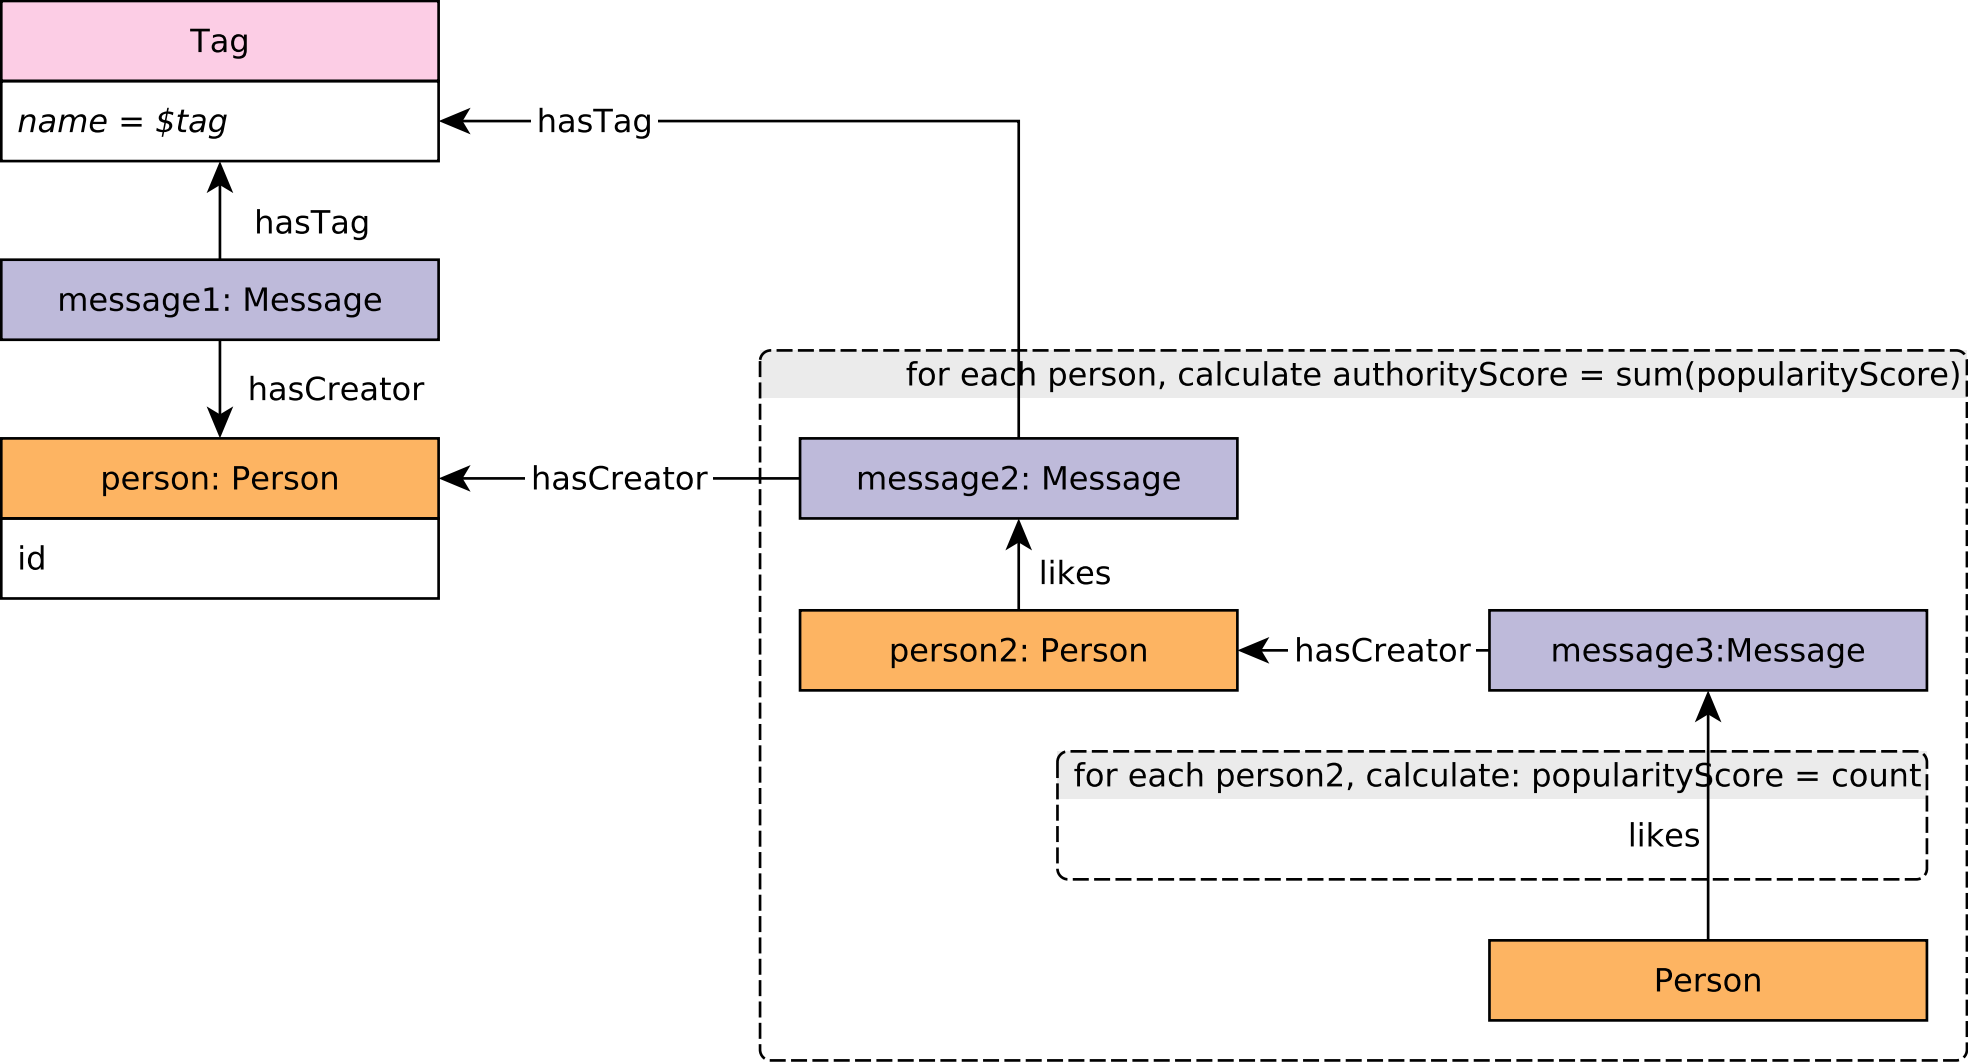 Tag
name = $tag
hasTag
hasTag
message1: Message
hasCreator
for each person, calculate authorityScore = sum(popularityScore)
person: Person
hasCreator
message2: Message
id
likes
person2: Person
hasCreator
message3:Message
for each person2, calculate: popularityScore = count
likes
Person